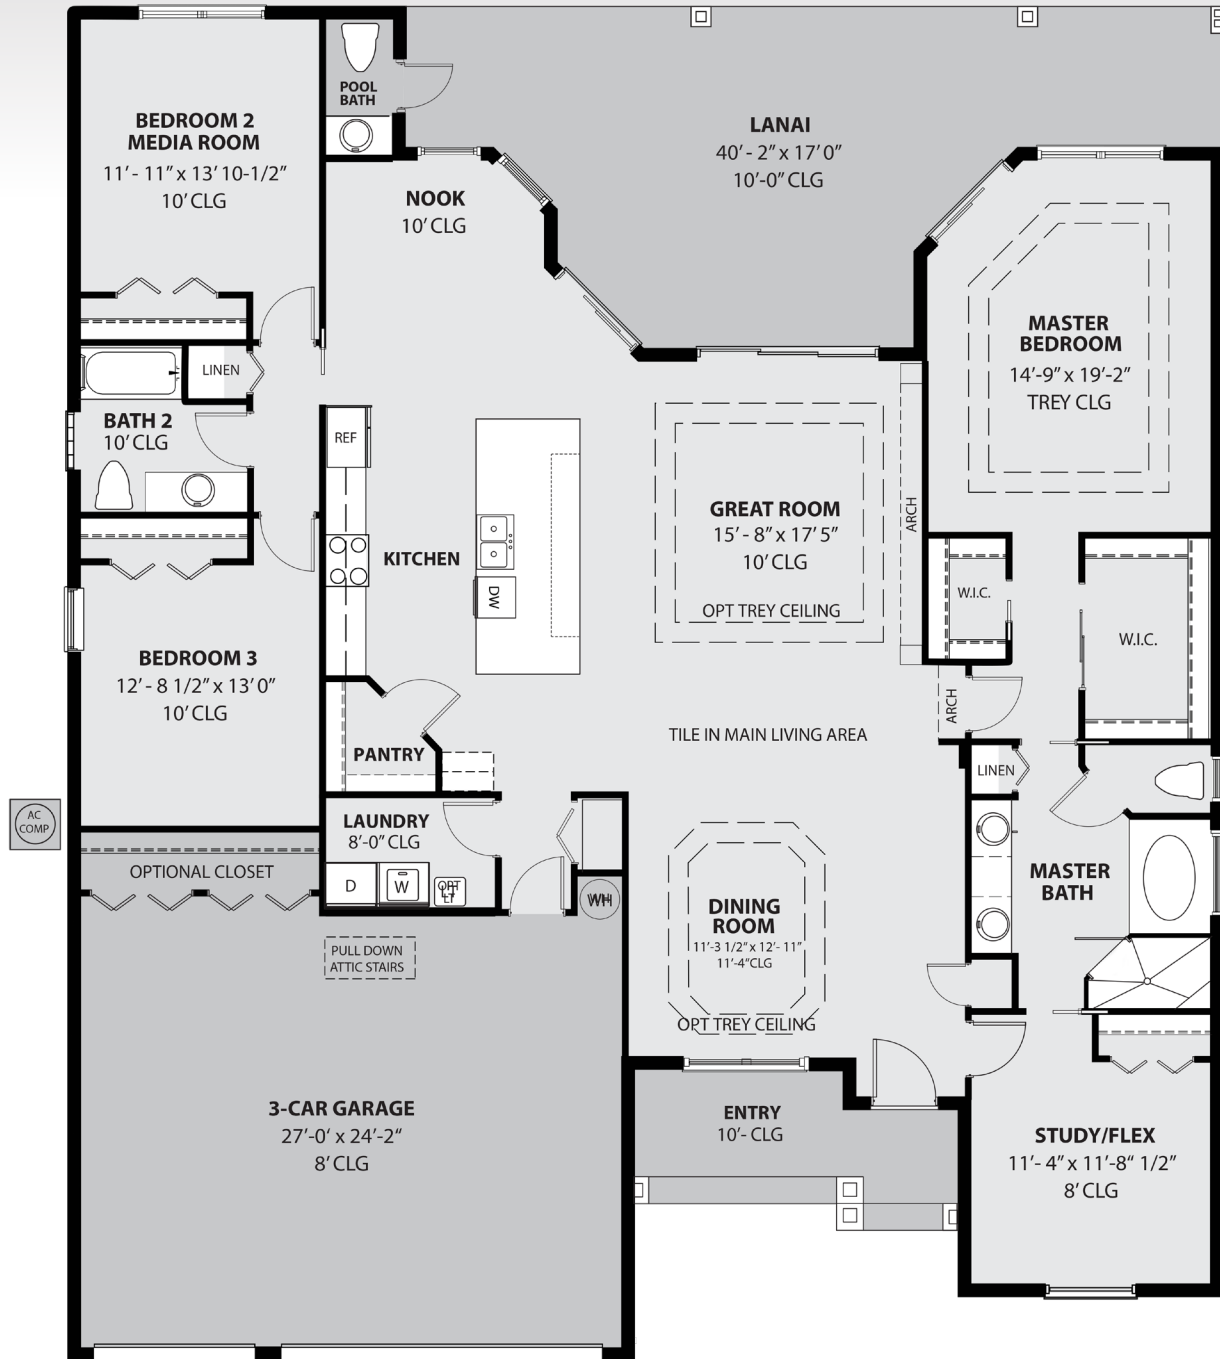 POOL
BATH
BEDROOM 2
MEDIA ROOM
11' - 11" x 13' 10-1/2"
10' CLG
LANAI
40' - 2" x 17' 0"
10'-0" CLG
NOOK
10' CLG
MASTER
BEDROOM
14'-9" x 19'-2"
TREY CLG
LINEN
BATH 2
10' CLG
REF
KITCHEN
DW
GREAT ROOM
15' - 8" x 17' 5"
10' CLG
OPT TREY CEILING
ARCH
W.I.C.
W.I.C.
BEDROOM 3
12' - 8 1/2" x 13' 0"
10' CLG
ARCH
TILE IN MAIN LIVING AREA
PANTRY
LINEN
AC
COMP
LAUNDRY
8'-0" CLG
D
W
OPT
LT
WH
OPTIONAL CLOSET
MASTER
BATH
DINING
ROOM
11'-3 1/2" x 12'- 11"
11'-4"CLG
OPT TREY CEILING
PULL DOWN
ATTIC STAIRS
3-CAR GARAGE
27'-0' x 24'-2"
8' CLG
ENTRY
10'- CLG
STUDY/FLEX
11'- 4" x 11'-8" 1/2"
8' CLG